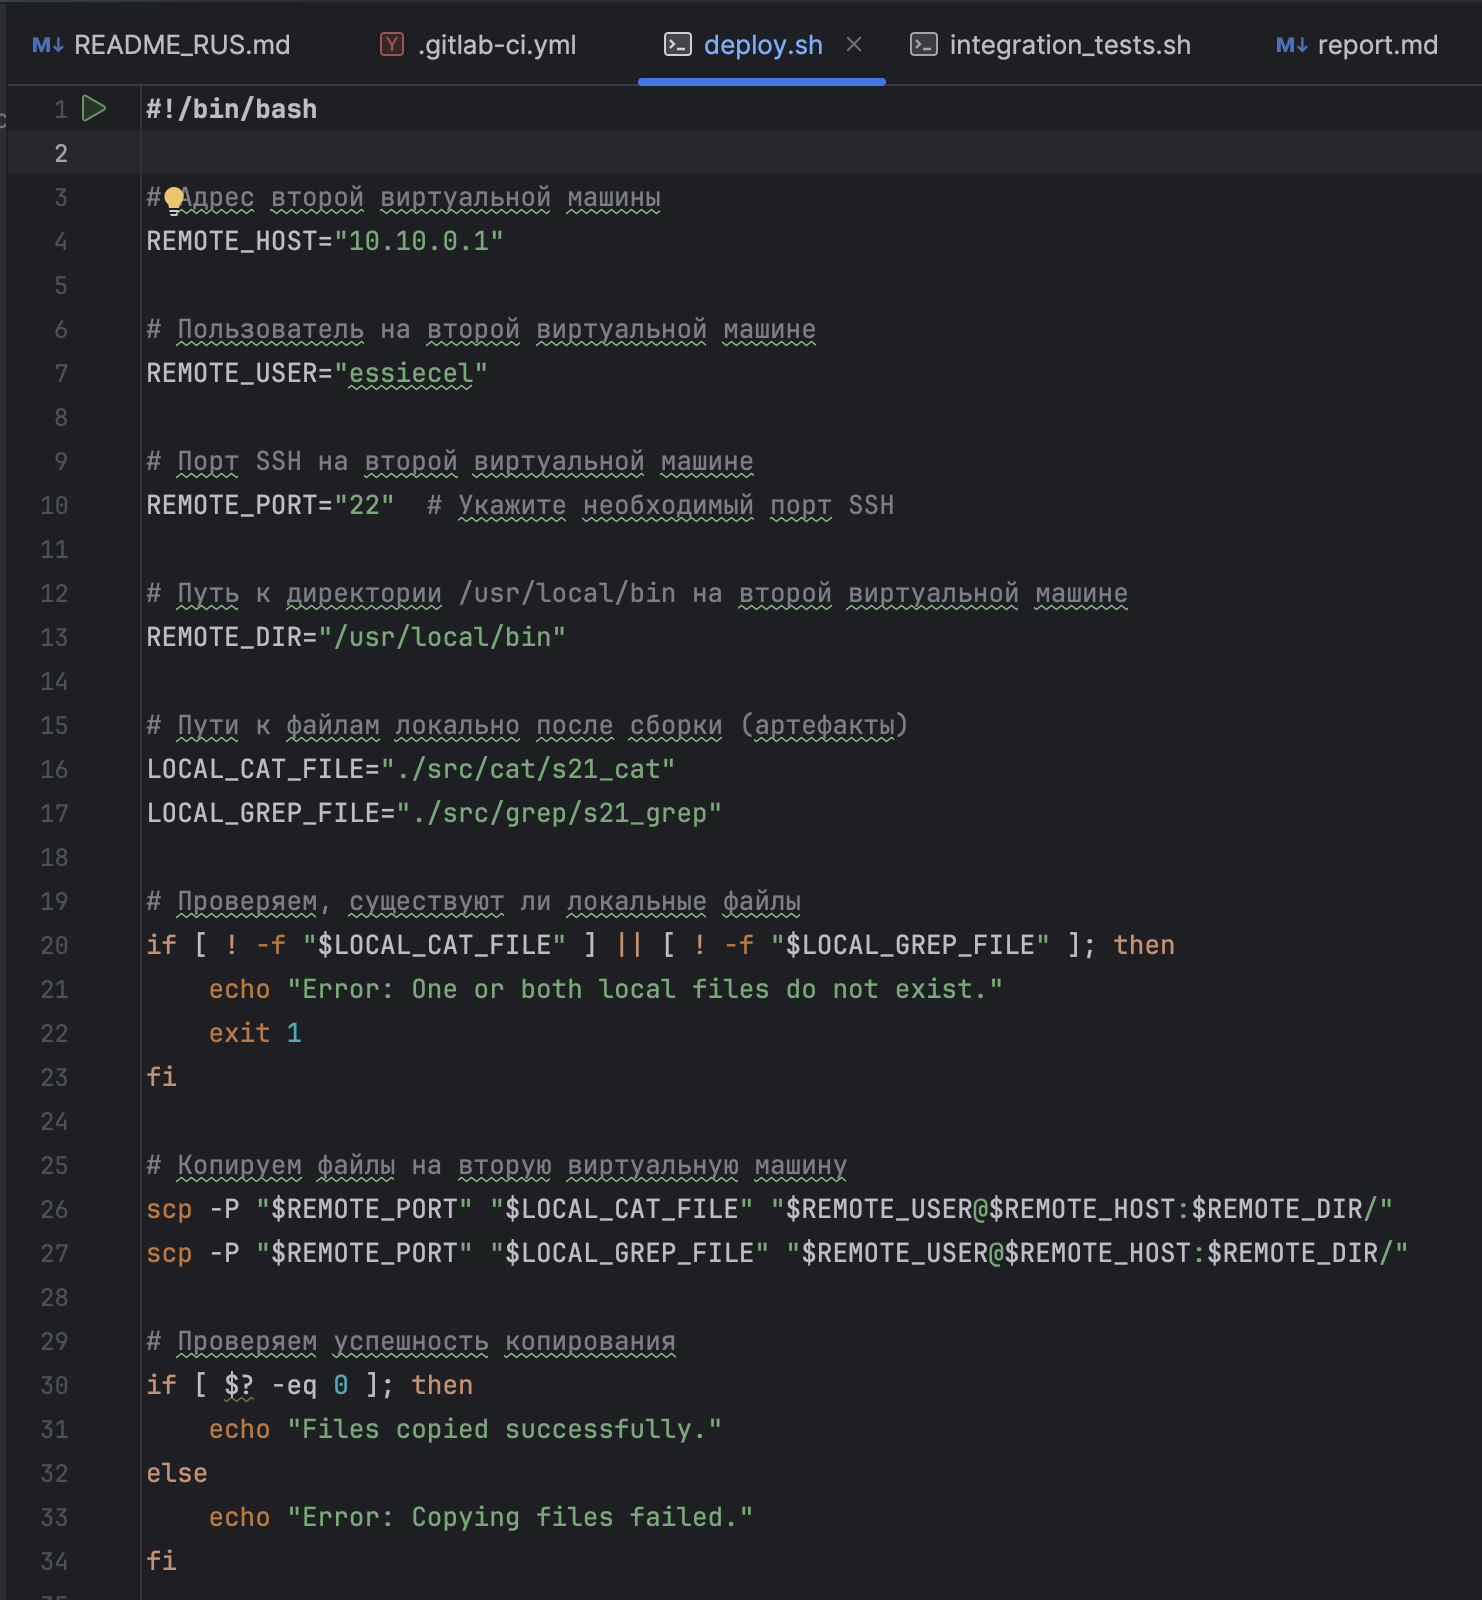 README_RUS.md .gitlab-ci.yml deploy.sh integration_tests.sh report.md
1 #!/bin/bash
2
3 # Адрес второй виртуальной машины
4 REMOTE_HOST="10.10.0.1"
5
6 # Пользователь на второй виртуальной машине
7 REMOTE_USER="essiecel"
8
9 # Порт SSH на второй виртуальной машине
10 REMOTE_PORT="22"  # Укажите необходимый порт SSH
11
12 # Путь к директории /usr/local/bin на второй виртуальной машине
13 REMOTE_DIR="/usr/local/bin"
14
15 # Пути к файлам локально после сборки (артефакты)
16 LOCAL_CAT_FILE="./src/cat/s21_cat"
17 LOCAL_GREP_FILE="./src/grep/s21_grep"
18
19 # Проверяем, существуют ли локальные файлы
20 if [ ! -f "$LOCAL_CAT_FILE" ] || [ ! -f "$LOCAL_GREP_FILE" ]; then
21     echo "Error: One or both local files do not exist."
22     exit 1
23 fi
24
25 # Копируем файлы на вторую виртуальную машину
26 scp -P "$REMOTE_PORT" "$LOCAL_CAT_FILE" "$REMOTE_USER@$REMOTE_HOST:$REMOTE_DIR/"
27 scp -P "$REMOTE_PORT" "$LOCAL_GREP_FILE" "$REMOTE_USER@$REMOTE_HOST:$REMOTE_DIR/"
28
29 # Проверяем успешность копирования
30 if [ $? -eq 0 ]; then
31     echo "Files copied successfully."
32 else
33     echo "Error: Copying files failed."
34 fi